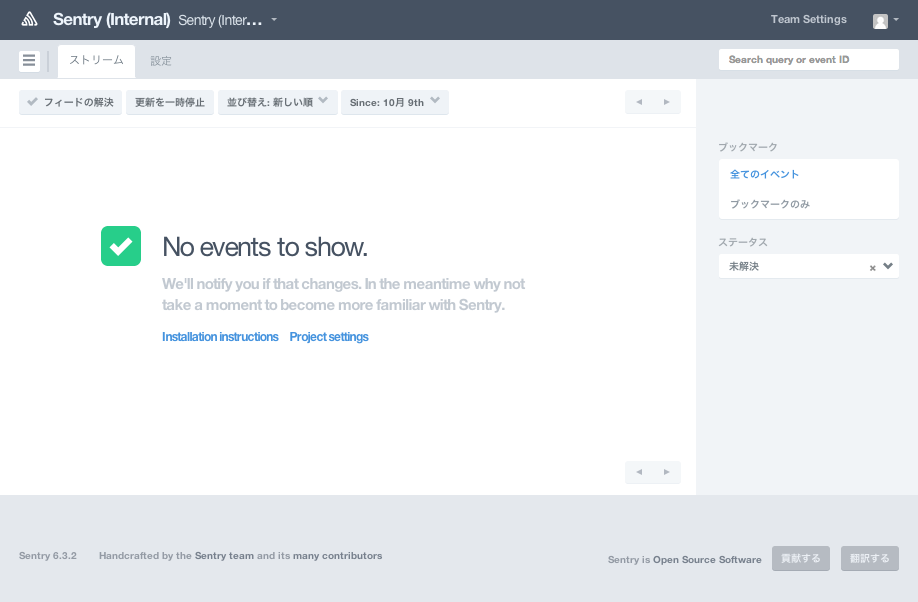 Sentry (Internal) Sentry (Inter... Team Settings
ストリーム 設定 Search query or event ID
フィードの解決 更新を一時停止 並び替え: 新しい順 Since: 10月 9th
ブックマーク
全てのイベント
ブックマークのみ
ステータス
未解決
No events to show.
We'll notify you if that changes. In the meantime why not
take a moment to become more familiar with Sentry.
Installation instructions Project settings
Sentry 6.3.2 Handcrafted by the Sentry team and its many contributors
Sentry is Open Source Software 貢献する 翻訳する